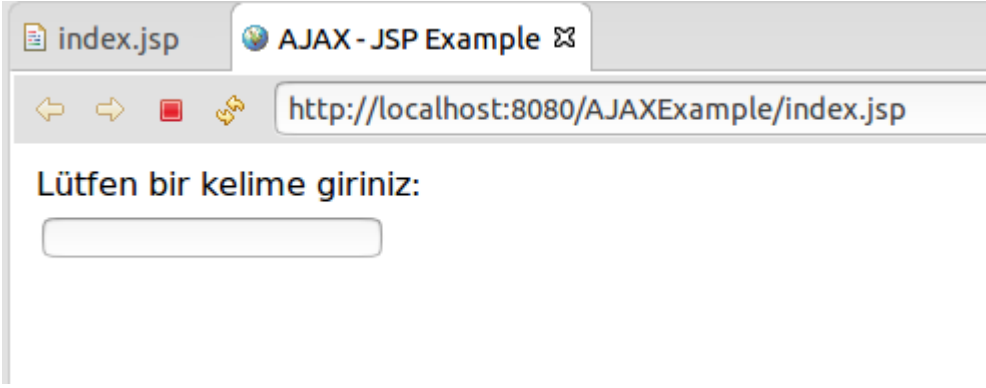 index.jsp
AJAX - JSP Example
http://localhost:8080/AJAXExample/index.jsp
Lütfen bir kelime giriniz: